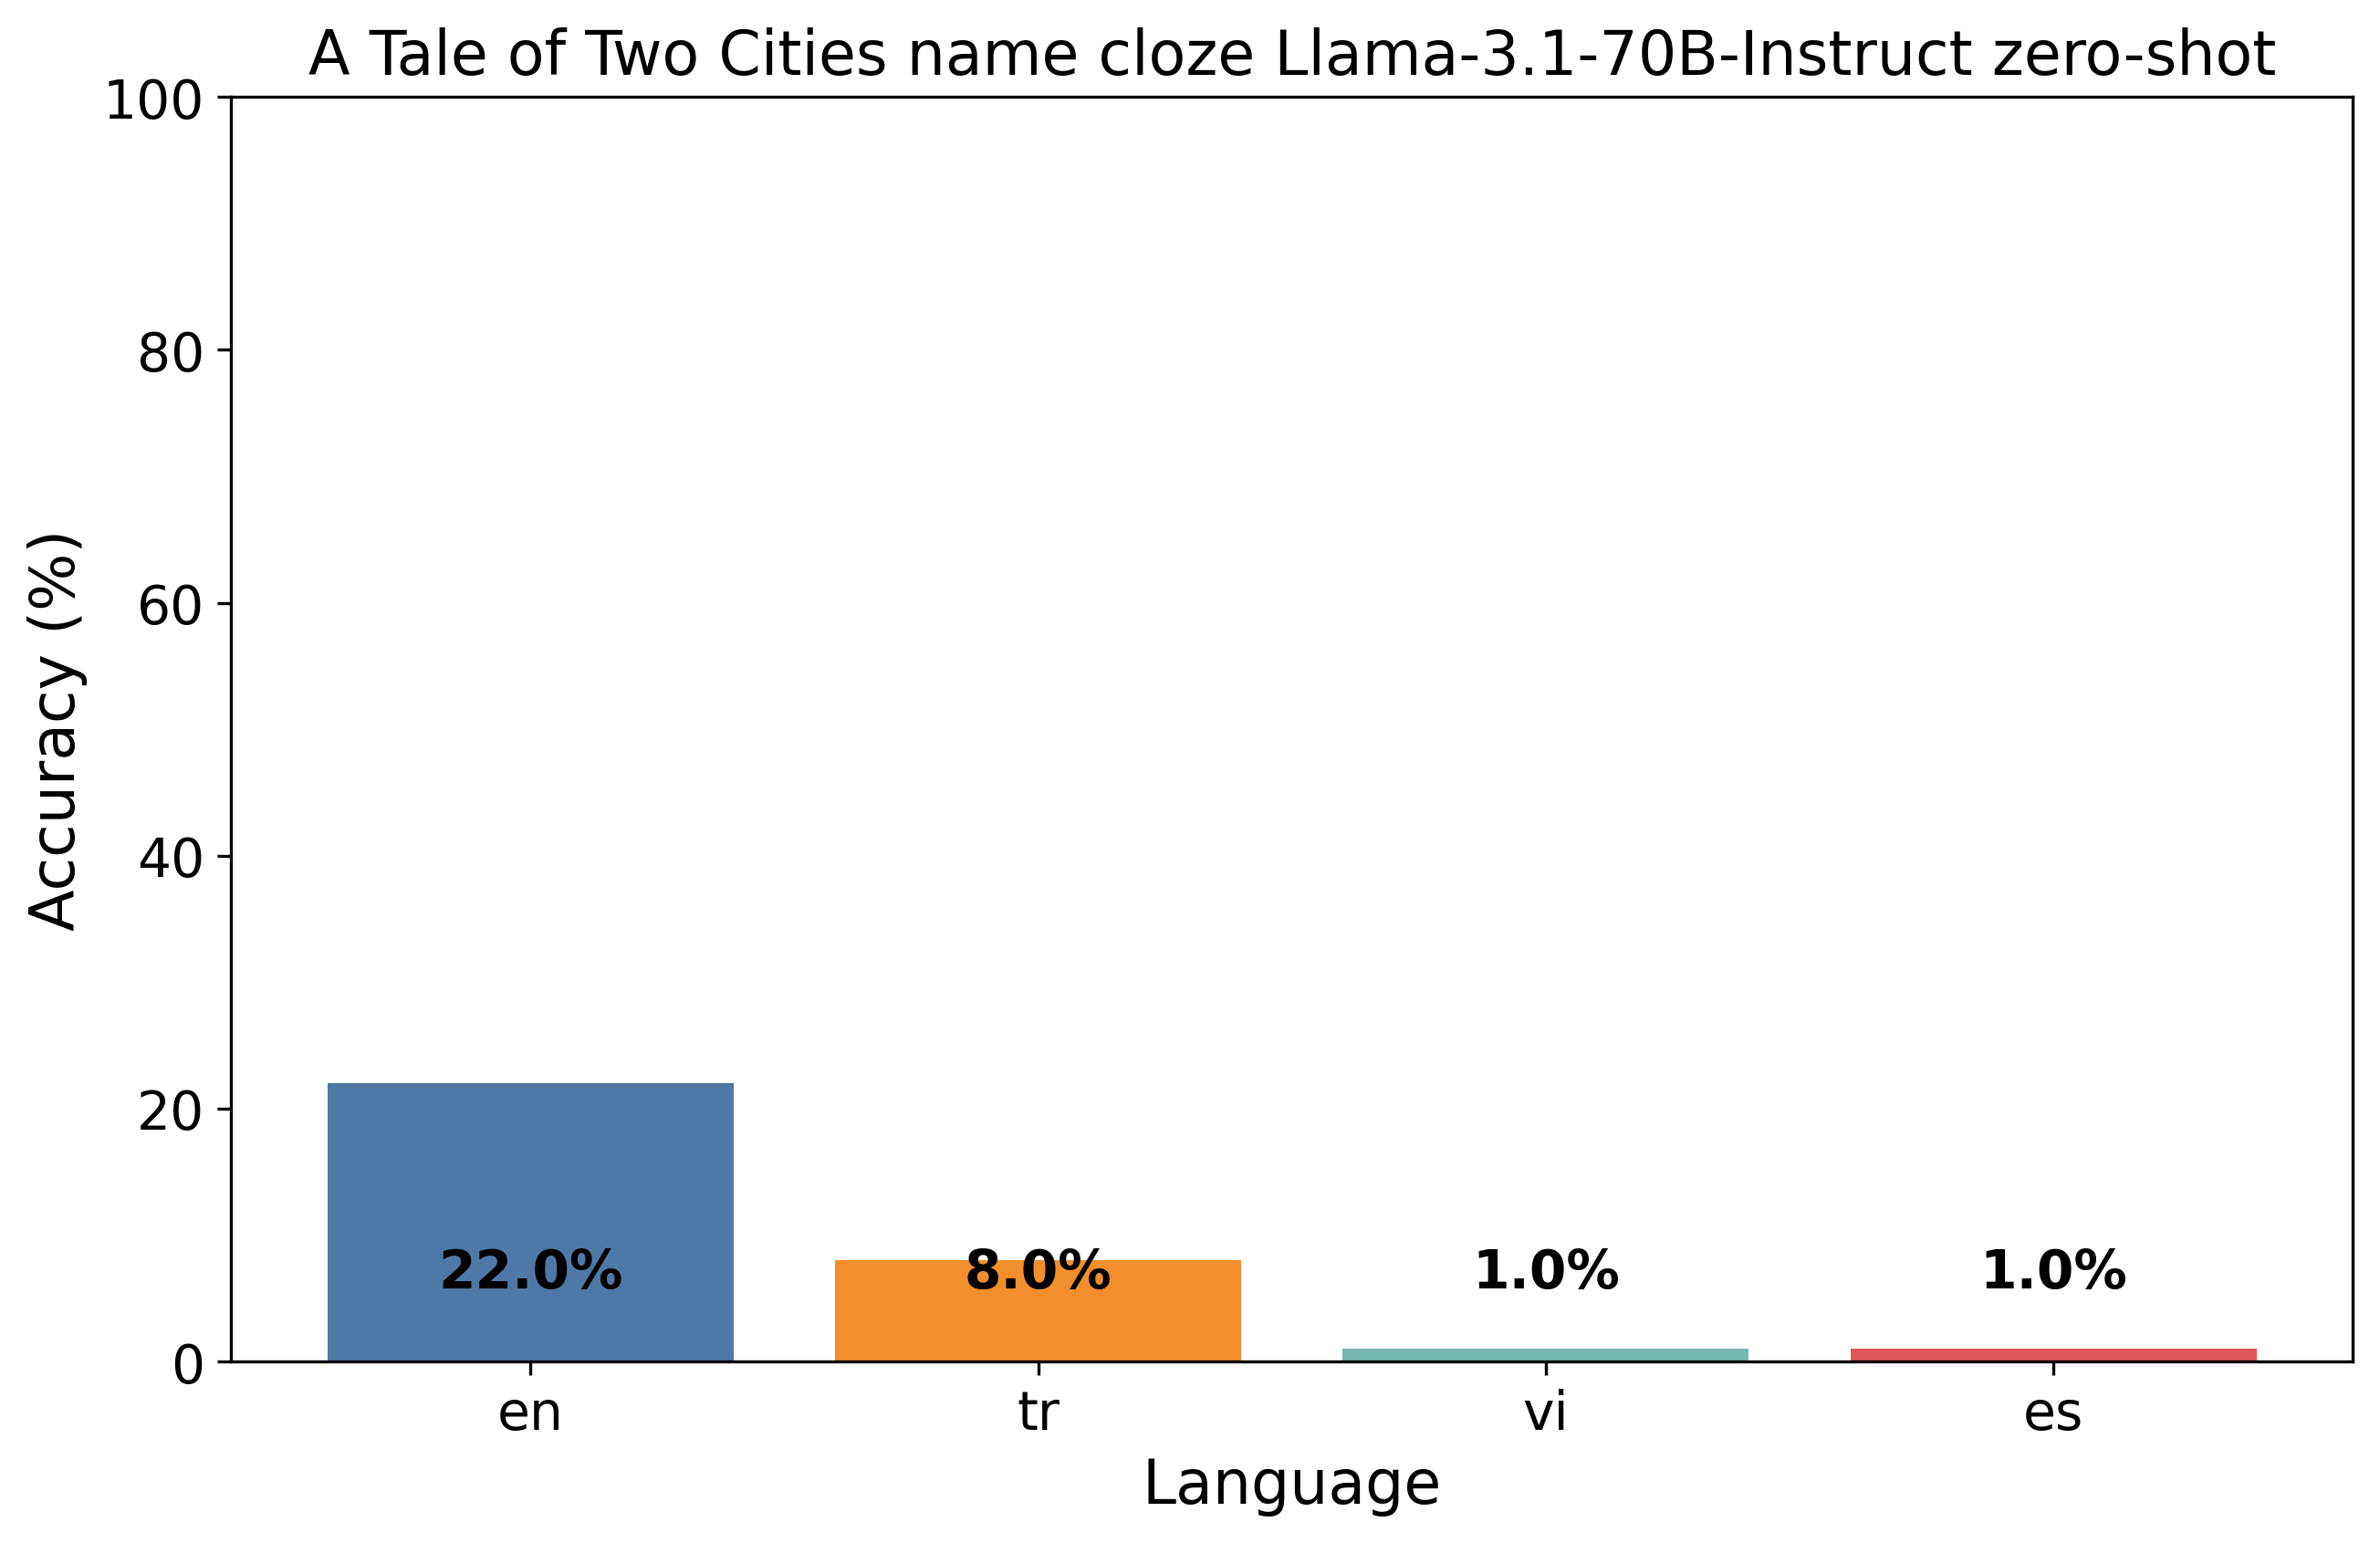 A Tale of Two Cities name cloze Llama-3.1-70B-Instruct zero-shot
100
80
60
40
20
0
Accuracy (%)
22.0%
8.0%
1.0%
1.0%
en
tr
vi
es
Language